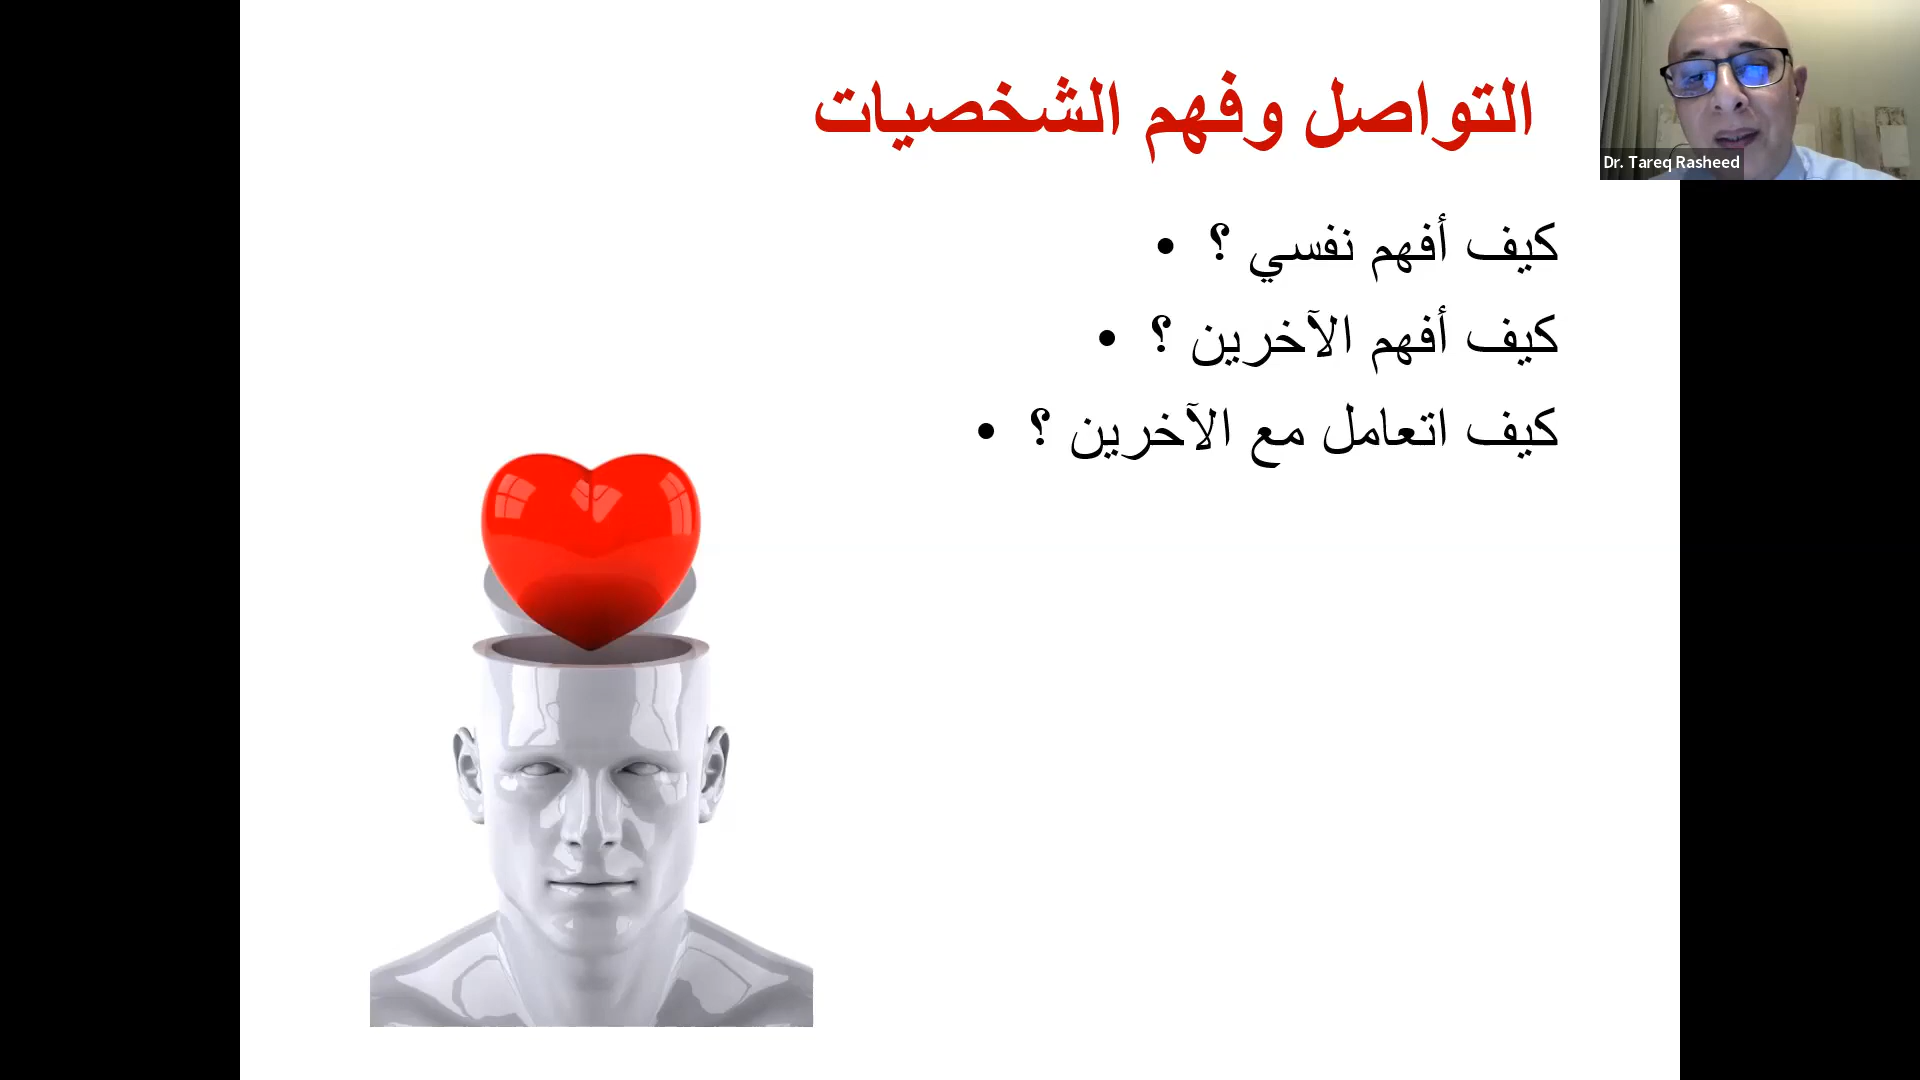 التواصل وفهم الشخصيات
كيف أفهم نفسي ؟ •
كيف أفهم الآخرين ؟ •
كيف اتعامل مع الآخرين ؟ •
Dr. Tareq Rasheed